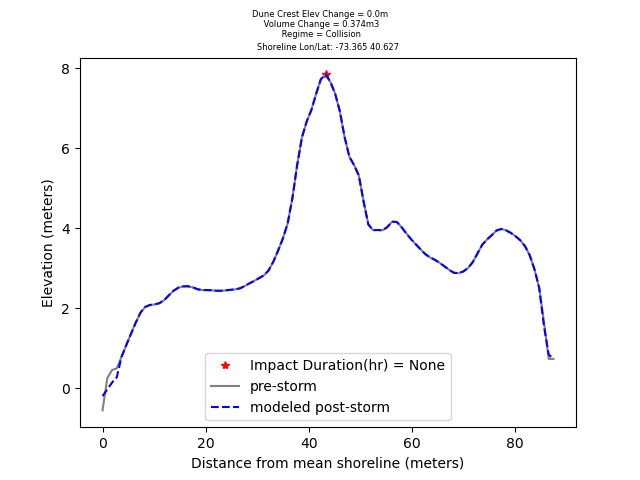 Dune Crest Elev Change = 0.0m
Volume Change = 0.374m3
Regime = Collision
Shoreline Lon/Lat: -73.365 40.627
8
6
4
2
0
Elevation (meters)
Impact Duration(hr) = None
pre-storm
modeled post-storm
0 20 40 60 80
Distance from mean shoreline (meters)